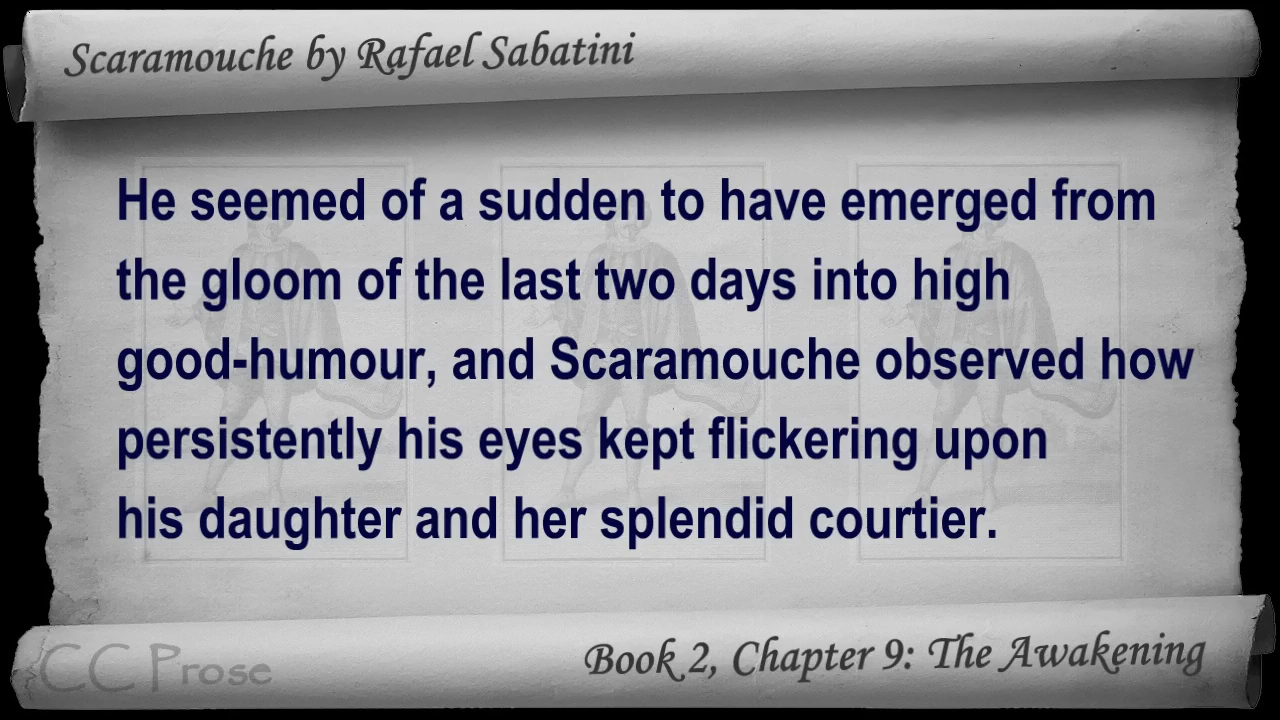 Scaramouche by Rafael Sabatini
He seemed of a sudden to have emerged from
the gloom of the last two days into high
good-humour, and Scaramouche observed how
persistently his eyes kept flickering upon
his daughter and her splendid courtier.
CC Prose
Book 2, Chapter 9: The Awakening